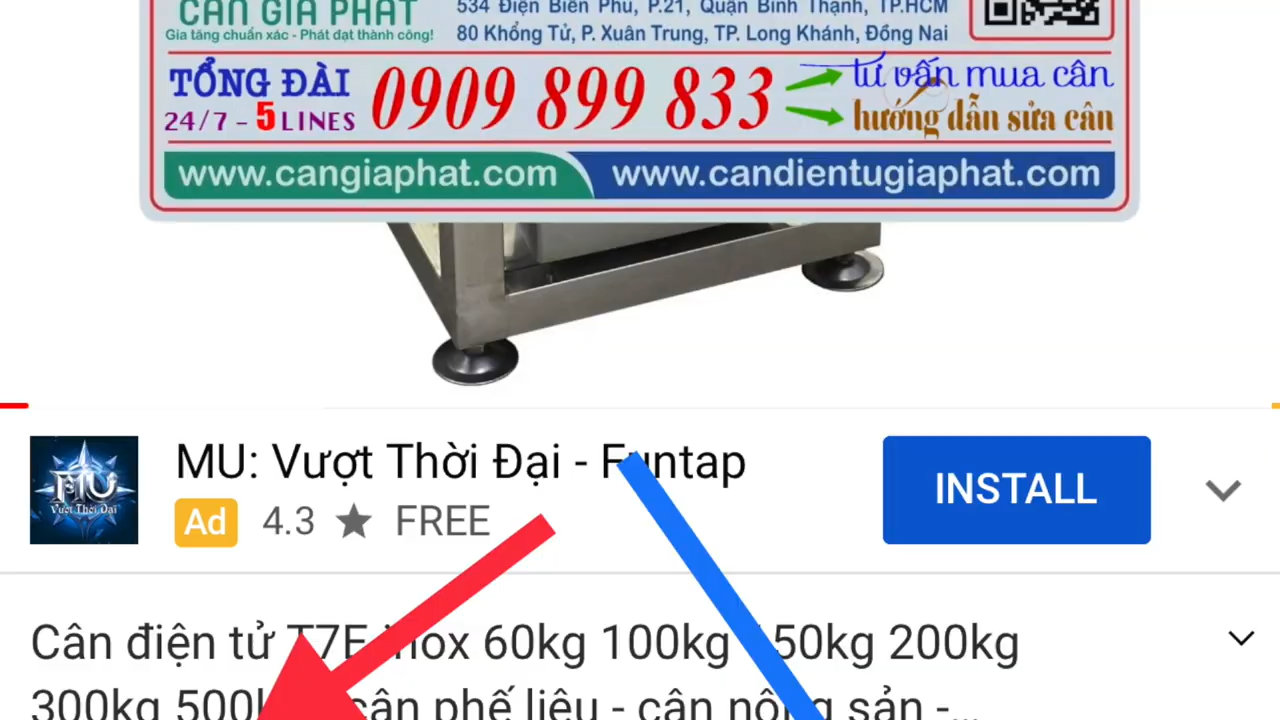 CÂN GIA PHÁT
Gia tăng chuẩn xác - Phát đạt thành công!
534 Điện Biên Phủ, P.21, Quận Bình Thạnh, TP.HCM
80 Khổng Tử, P. Xuân Trung, TP. Long Khánh, Đồng Nai
TỔNG ĐÀI
24/7 - 5 LINES
0909 899 833
tư vấn mua cân
hướng dẫn sửa cân
www.cangiaphat.com
www.candientugiaphat.com
MU
Vượt Thời Đại
MU: Vượt Thời Đại - Funtap
Ad 4.3 ★ FREE
INSTALL
Cân điện tử T7E inox 60kg 100kg 150kg 200kg
300kg cân phế liệu - cân nông sản -...